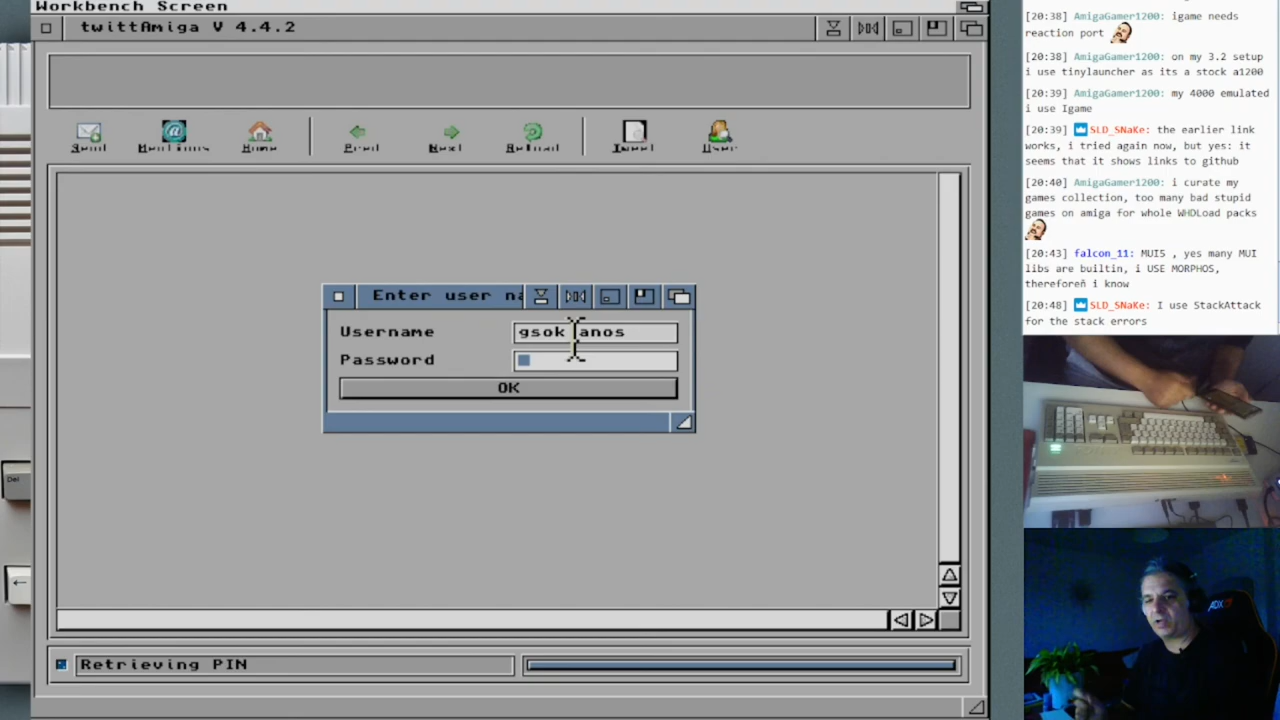 Workbench Screen
twittAmiga V 4.4.2
Send
Mentions
Home
Pred
Next
Reload
Tweet
User
Enter user na
Username
gsok anos
Password
OK
Retrieving PIN
[20:38] AmigaGamer1200: igame needs
reaction port
[20:38] AmigaGamer1200: on my 3.2 setup
i use tinylauncher as its a stock a1200
[20:39] AmigaGamer1200: my 4000 emulated
i use Igame
[20:39] SLD_SNaKe: the earlier link
works, i tried again now, but yes: it
seems that it shows links to github
[20:40] AmigaGamer1200: i curate my
games collection, too many bad stupid
games on amiga for whole WHDLoad packs
[20:43] falcon_11: MUI5 , yes many MUI
libs are builtin, i USE MORPHOS,
thereforeñ i know
[20:48] SLD_SNaKe: I use StackAttack
for the stack errors
Del
ADX